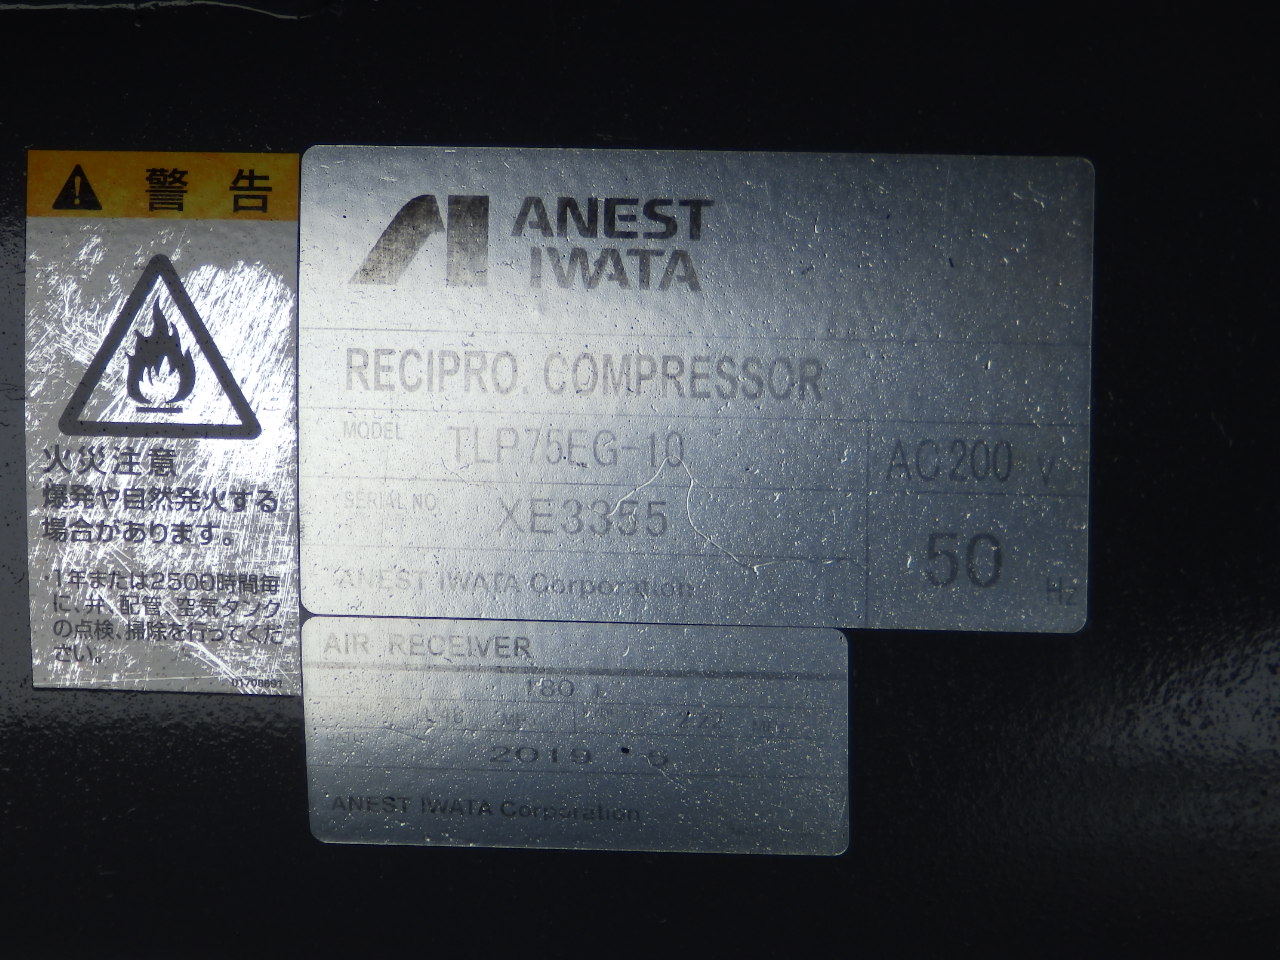 警告
火災注意
爆発や自然発火する
場合があります。
・1年または2500時間毎
に、弁、配管、空気タンク
の点検、掃除を行ってくだ
さい。
01708697
ANEST
IWATA
RECIPRO. COMPRESSOR
MODEL TLP75EG-10
AC 200 V
SERIAL NO XE3355
50 Hz
ANEST IWATA Corporation
AIR RECEIVER
180 L
DATE 2019
ANEST IWATA Corporation